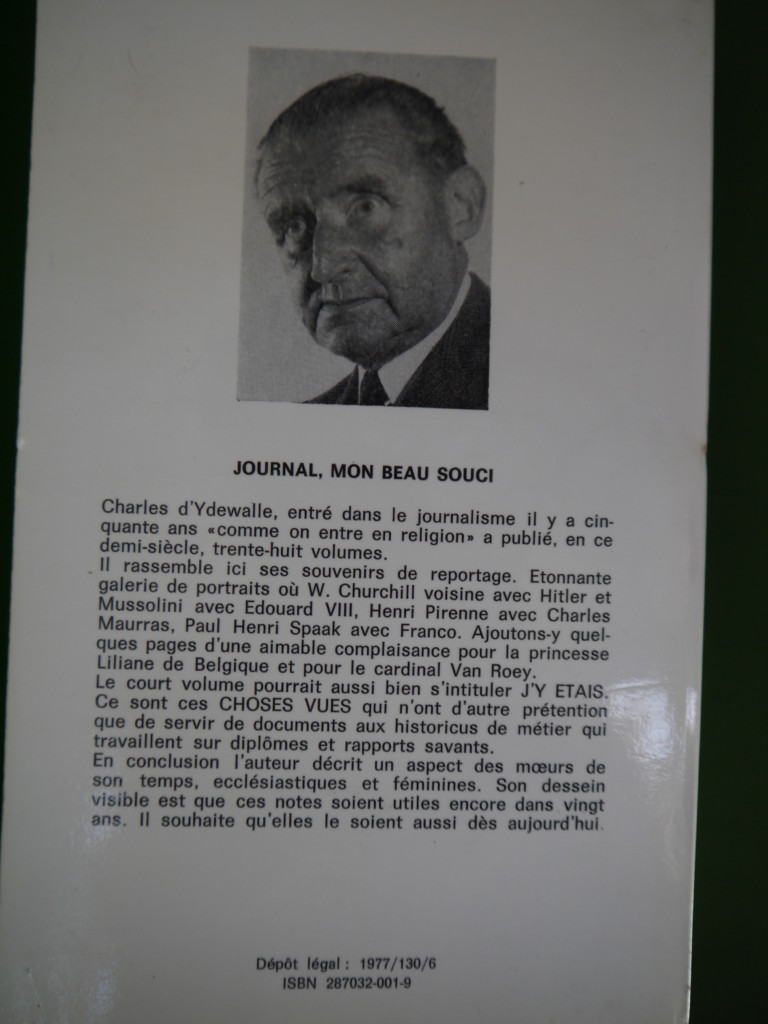 JOURNAL, MON BEAU SOUCI
Charles d'Ydewalle, entré dans le journalisme il y a cin-
quante ans «comme on entre en religion» a publié, en ce
demi-siècle, trente-huit volumes.
Il rassemble ici ses souvenirs de reportage. Etonnante
galerie de portraits où W. Churchill voisine avec Hitler et
Mussolini avec Edouard VIII, Henri Pirenne avec Charles
Maurras, Paul Henri Spaak avec Franco. Ajoutons-y quel-
ques pages d'une aimable complaisance pour la princesse
Liliane de Belgique et pour le cardinal Van Roey.
Le court volume pourrait aussi bien s'intituler J'Y ETAIS.
Ce sont ces CHOSES VUES qui n'ont d'autre prétention
que de servir de documents aux historicus de métier qui
travaillent sur diplômes et rapports savants.
En conclusion l'auteur décrit un aspect des mœurs de
son temps, ecclésiastiques et féminines. Son dessein
visible est que ces notes soient utiles encore dans vingt
ans. Il souhaite qu'elles le soient aussi dès aujourd'hui.
Dépôt légal : 1977/130/6
ISBN 287032-001-9